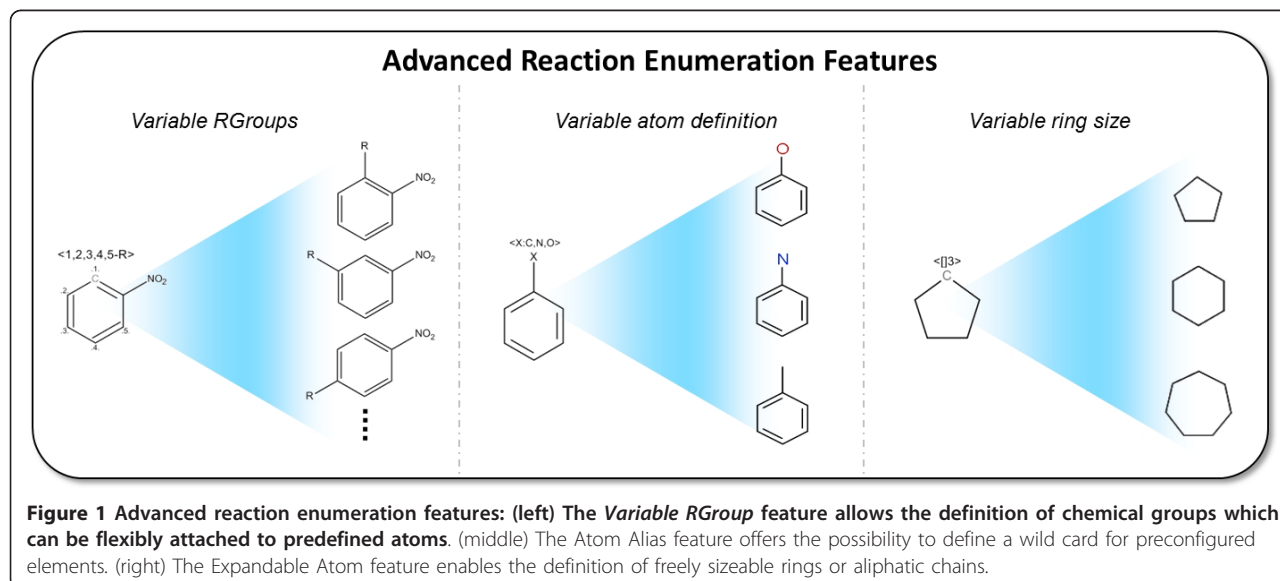 Advanced Reaction Enumeration Features
Variable RGroups
Variable atom definition
Variable ring size
<1,2,3,4,5-R>
.1.
C
NO2
.2.
.3.
.4.
.5.
R
NO2
R
NO2
R
NO2
<X:C,N,O>
X
O
N
<[]3>
C
Figure 1 Advanced reaction enumeration features: (left) The Variable RGroup feature allows the definition of chemical groups which
can be flexibly attached to predefined atoms. (middle) The Atom Alias feature offers the possibility to define a wild card for preconfigured
elements. (right) The Expandable Atom feature enables the definition of freely sizeable rings or aliphatic chains.